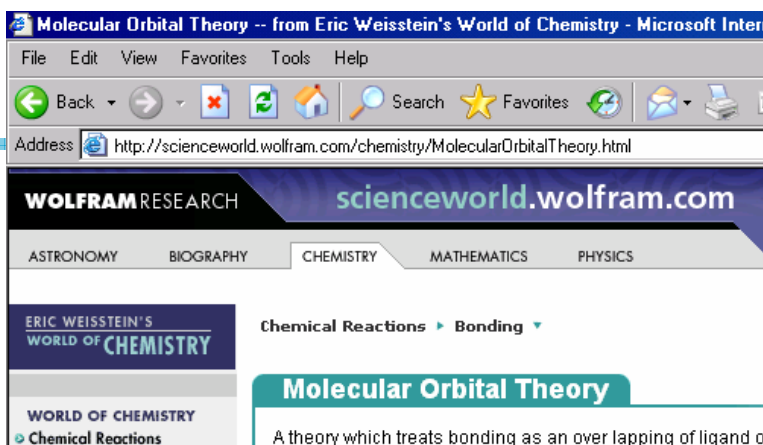 Molecular Orbital Theory -- from Eric Weisstein's World of Chemistry - Microsoft Inter
File Edit View Favorites Tools Help
Back Search Favorites
Address http://scienceworld.wolfram.com/chemistry/MolecularOrbitalTheory.html
WOLFRAMRESEARCH scienceworld.wolfram.com
ASTRONOMY BIOGRAPHY CHEMISTRY MATHEMATICS PHYSICS
ERIC WEISSTEIN'S
WORLD OF CHEMISTRY
Chemical Reactions Bonding
Molecular Orbital Theory
WORLD OF CHEMISTRY
Chemical Reactions
A theory which treats bonding as an over lapping of ligand